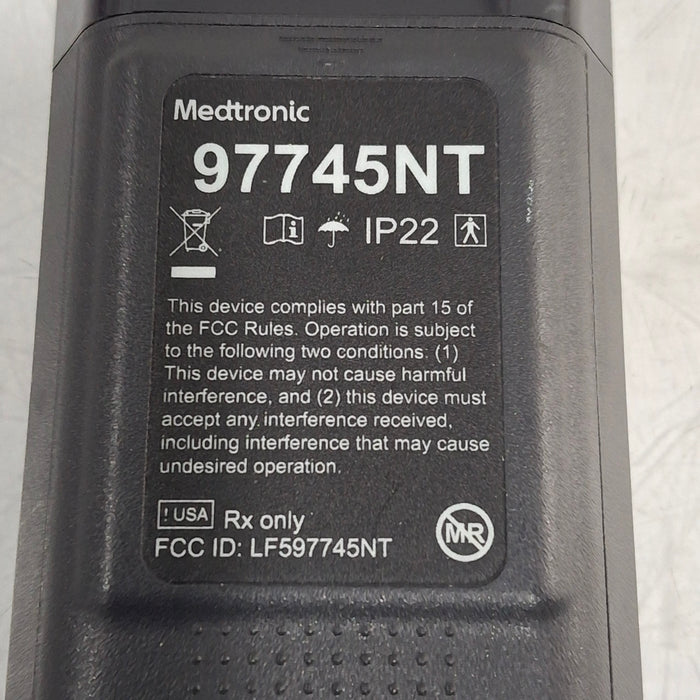 Medtronic
97745NT
i IP22
This device complies with part 15 of
the FCC Rules. Operation is subject
to the following two conditions: (1)
This device may not cause harmful
interference, and (2) this device must
accept any interference received,
including interference that may cause
undesired operation.
! USA Rx only
MR
FCC ID: LF597745NT